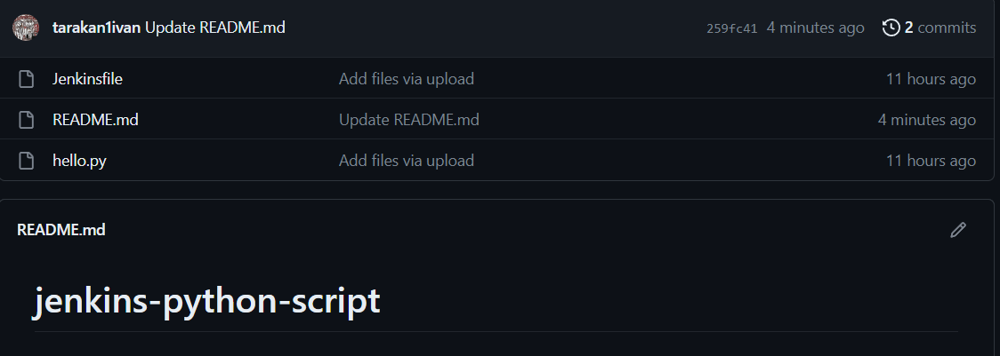 tarakan1ivan Update README.md 259fc41 4 minutes ago 2 commits
Jenkinsfile Add files via upload 11 hours ago
README.md Update README.md 4 minutes ago
hello.py Add files via upload 11 hours ago
README.md
jenkins-python-script